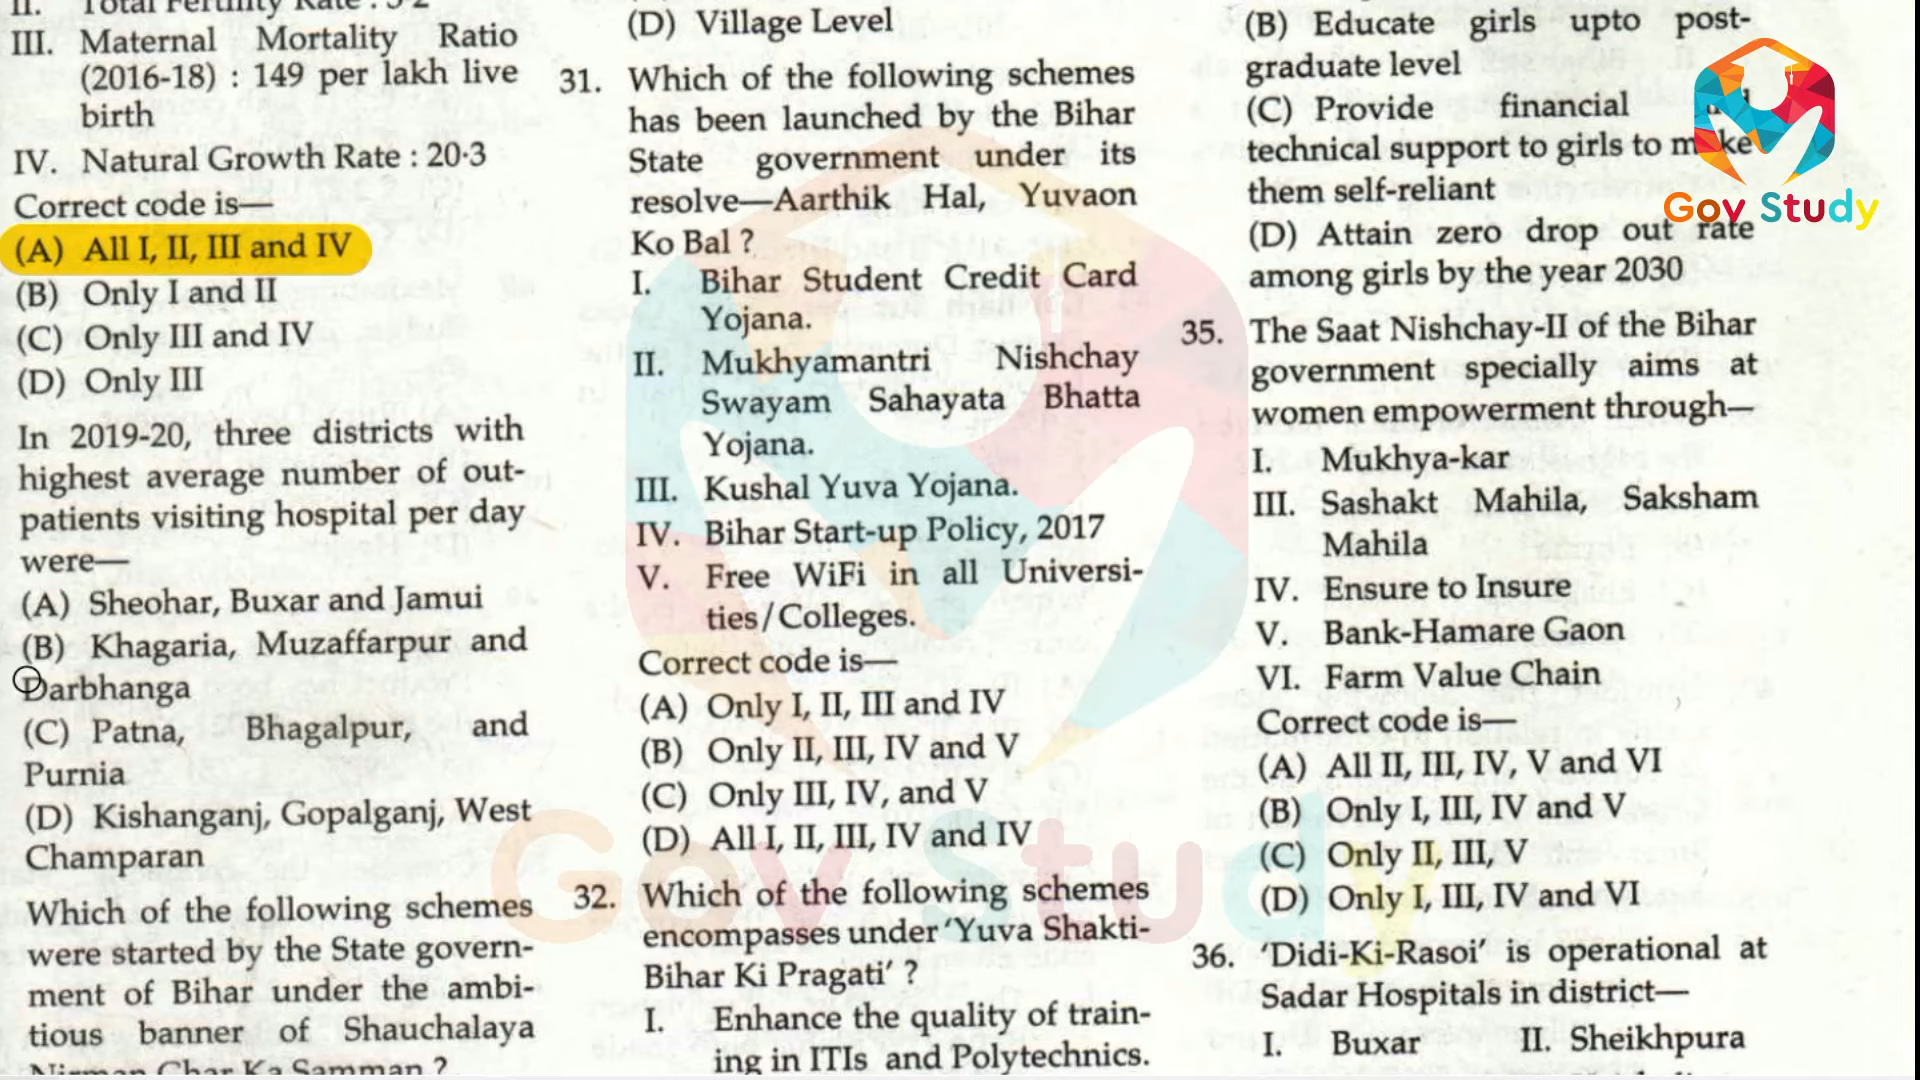 II. Total Fertility Rate : 3·2
III. Maternal Mortality Ratio
(2016-18) : 149 per lakh live
birth
IV. Natural Growth Rate : 20·3
Correct code is—
(A) All I, II, III and IV
(B) Only I and II
(C) Only III and IV
(D) Only III
In 2019-20, three districts with
highest average number of out-
patients visiting hospital per day
were—
(A) Sheohar, Buxar and Jamui
(B) Khagaria, Muzaffarpur and
Darbhanga
(C) Patna, Bhagalpur, and
Purnia
(D) Kishanganj, Gopalganj, West
Champaran
Which of the following schemes
were started by the State govern-
ment of Bihar under the ambi-
tious banner of Shauchalaya
Nirman Ghar Ka Samman ?
(D) Village Level
31. Which of the following schemes
has been launched by the Bihar
State government under its
resolve—Aarthik Hal, Yuvaon
Ko Bal ?
I. Bihar Student Credit Card
Yojana.
II. Mukhyamantri Nishchay
Swayam Sahayata Bhatta
Yojana.
III. Kushal Yuva Yojana.
IV. Bihar Start-up Policy, 2017
V. Free WiFi in all Universi-
ties/Colleges.
Correct code is—
(A) Only I, II, III and IV
(B) Only II, III, IV and V
(C) Only III, IV, and V
(D) All I, II, III, IV and IV
32. Which of the following schemes
encompasses under 'Yuva Shakti-
Bihar Ki Pragati' ?
I. Enhance the quality of train-
ing in ITIs and Polytechnics.
(B) Educate girls upto post-
graduate level
(C) Provide financial
technical support to girls to make
them self-reliant
(D) Attain zero drop out rate
among girls by the year 2030
35. The Saat Nishchay-II of the Bihar
government specially aims at
women empowerment through—
I. Mukhya-kar
III. Sashakt Mahila, Saksham
Mahila
IV. Ensure to Insure
V. Bank-Hamare Gaon
VI. Farm Value Chain
Correct code is—
(A) All II, III, IV, V and VI
(B) Only I, III, IV and V
(C) Only II, III, V
(D) Only I, III, IV and VI
36. 'Didi-Ki-Rasoi' is operational at
Sadar Hospitals in district—
I. Buxar II. Sheikhpura
Gov Study
Gov Study